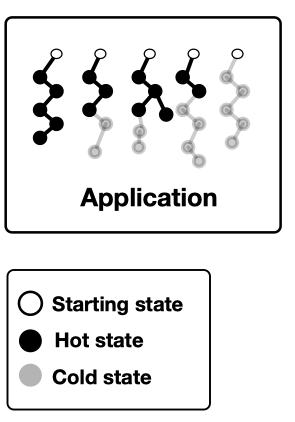 Application
Starting state
Hot state
Cold state